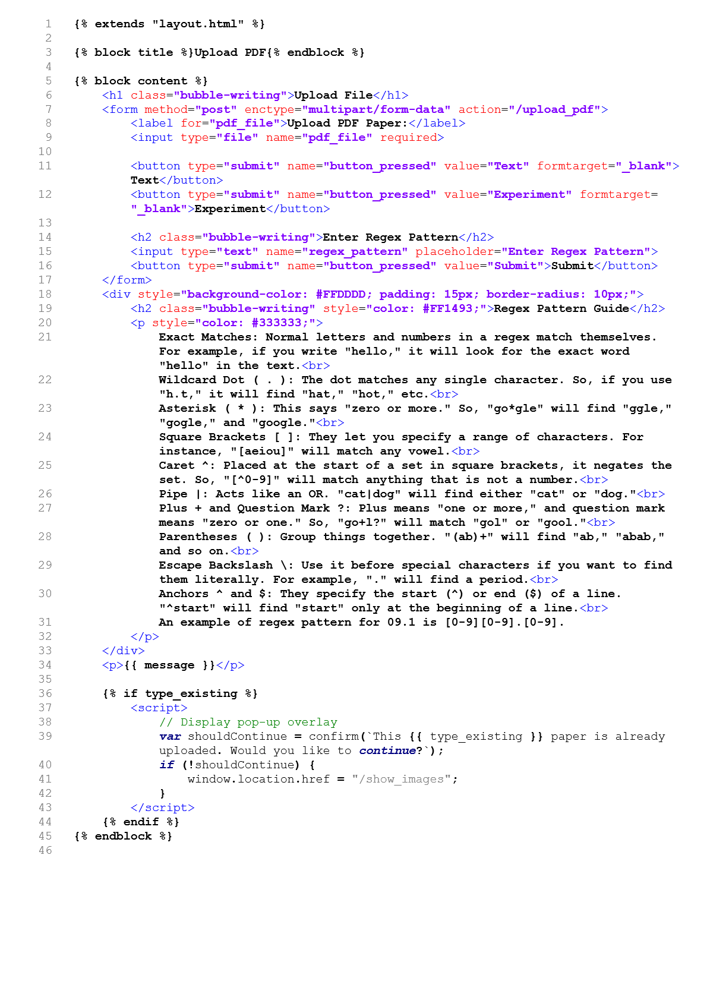 1 {% extends "layout.html" %}
2
3 {% block title %}Upload PDF{% endblock %}
4
5 {% block content %}
6 <h1 class="bubble-writing">Upload File</h1>
7 <form method="post" enctype="multipart/form-data" action="/upload_pdf">
8 <label for="pdf_file">Upload PDF Paper:</label>
9 <input type="file" name="pdf_file" required>
10
11 <button type="submit" name="button_pressed" value="Text" formtarget="_blank">
Text</button>
12 <button type="submit" name="button_pressed" value="Experiment" formtarget=
"_blank">Experiment</button>
13
14 <h2 class="bubble-writing">Enter Regex Pattern</h2>
15 <input type="text" name="regex_pattern" placeholder="Enter Regex Pattern">
16 <button type="submit" name="button_pressed" value="Submit">Submit</button>
17 </form>
18 <div style="background-color: #FFDDDD; padding: 15px; border-radius: 10px;">
19 <h2 class="bubble-writing" style="color: #FF1493;">Regex Pattern Guide</h2>
20 <p style="color: #333333;">
21 Exact Matches: Normal letters and numbers in a regex match themselves.
For example, if you write "hello," it will look for the exact word
"hello" in the text.<br>
22 Wildcard Dot ( . ): The dot matches any single character. So, if you use
"h.t," it will find "hat," "hot," etc.<br>
23 Asterisk ( * ): This says "zero or more." So, "go*gle" will find "ggle,"
"gogle," and "google."<br>
24 Square Brackets [ ]: They let you specify a range of characters. For
instance, "[aeiou]" will match any vowel.<br>
25 Caret ^: Placed at the start of a set in square brackets, it negates the
set. So, "[^0-9]" will match anything that is not a number.<br>
26 Pipe |: Acts like an OR. "cat|dog" will find either "cat" or "dog."<br>
27 Plus + and Question Mark ?: Plus means "one or more," and question mark
means "zero or one." So, "go+l?" will match "gol" or "gool."<br>
28 Parentheses ( ): Group things together. "(ab)+" will find "ab," "abab,"
and so on.<br>
29 Escape Backslash \: Use it before special characters if you want to find
them literally. For example, "." will find a period.<br>
30 Anchors ^ and $: They specify the start (^) or end ($) of a line.
"^start" will find "start" only at the beginning of a line.<br>
31 An example of regex pattern for 09.1 is [0-9][0-9].[0-9].
32 </p>
33 </div>
34 <p>{{ message }}</p>
35
36 {% if type_existing %}
37 <script>
38 // Display pop-up overlay
39 var shouldContinue = confirm(`This {{ type_existing }} paper is already
uploaded. Would you like to continue?`);
40 if (!shouldContinue) {
41 window.location.href = "/show_images";
42 }
43 </script>
44 {% endif %}
45 {% endblock %}
46